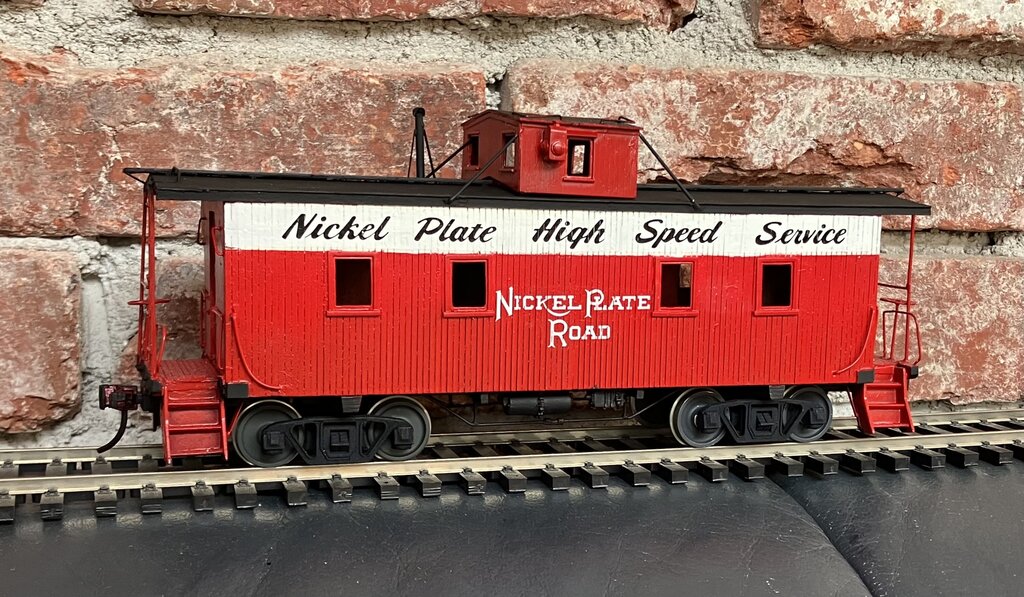 Nickel Plate High Speed Service
NICKEL PLATE
ROAD